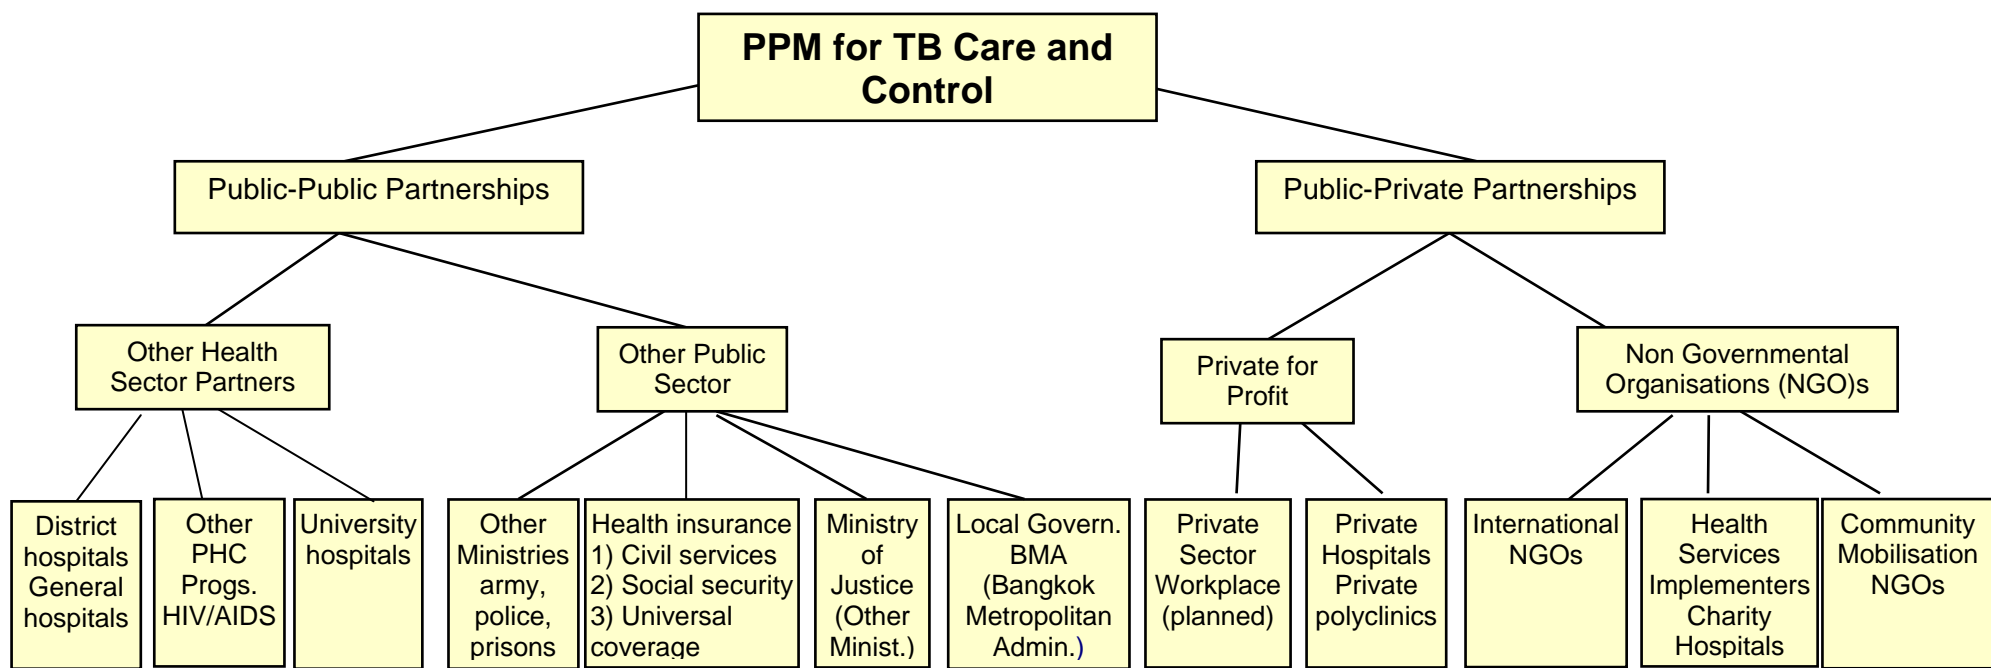 PPM for TB Care and
Control
Public-Public Partnerships
Public-Private Partnerships
Other Health
Sector Partners
Other Public
Sector
Private for
Profit
Non Governmental
Organisations (NGO)s
District
hospitals
General
hospitals
Other
PHC
Progs.
HIV/AIDS
University
hospitals
Other
Ministries
army,
police,
prisons
Health insurance
1) Civil services
2) Social security
3) Universal
coverage
Ministry
of
Justice
(Other
Minist.)
Local Govern.
BMA
(Bangkok
Metropolitan
Admin.)
Private
Sector
Workplace
(planned)
Private
Hospitals
Private
polyclinics
International
NGOs
Health
Services
Implementers
Charity
Hospitals
Community
Mobilisation
NGOs